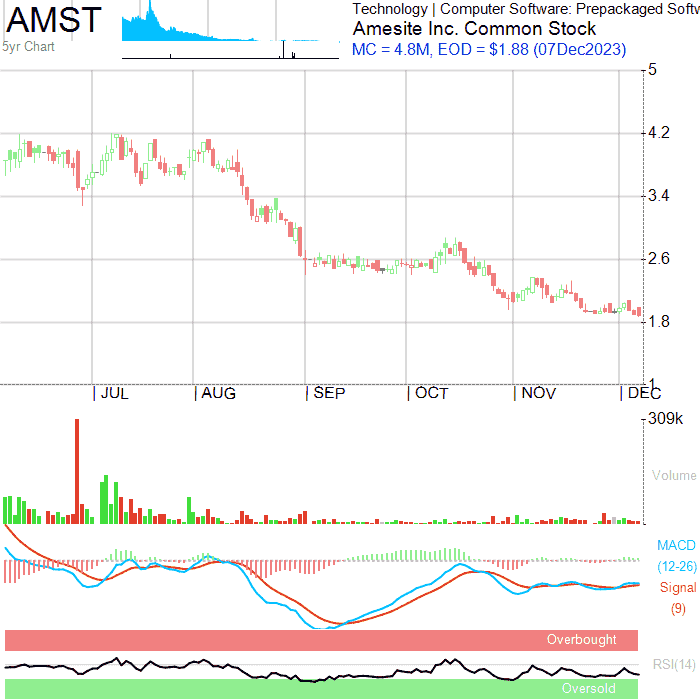 AMST
5yr Chart
Technology | Computer Software: Prepackaged Softw
Amesite Inc. Common Stock
MC = 4.8M, EOD = $1.88 (07Dec2023)
5
4.2
3.4
2.6
1.8
1
JUL
AUG
SEP
OCT
NOV
DEC
309k
Volume
MACD
(12-26)
Signal
(9)
Overbought
RSI(14)
Oversold